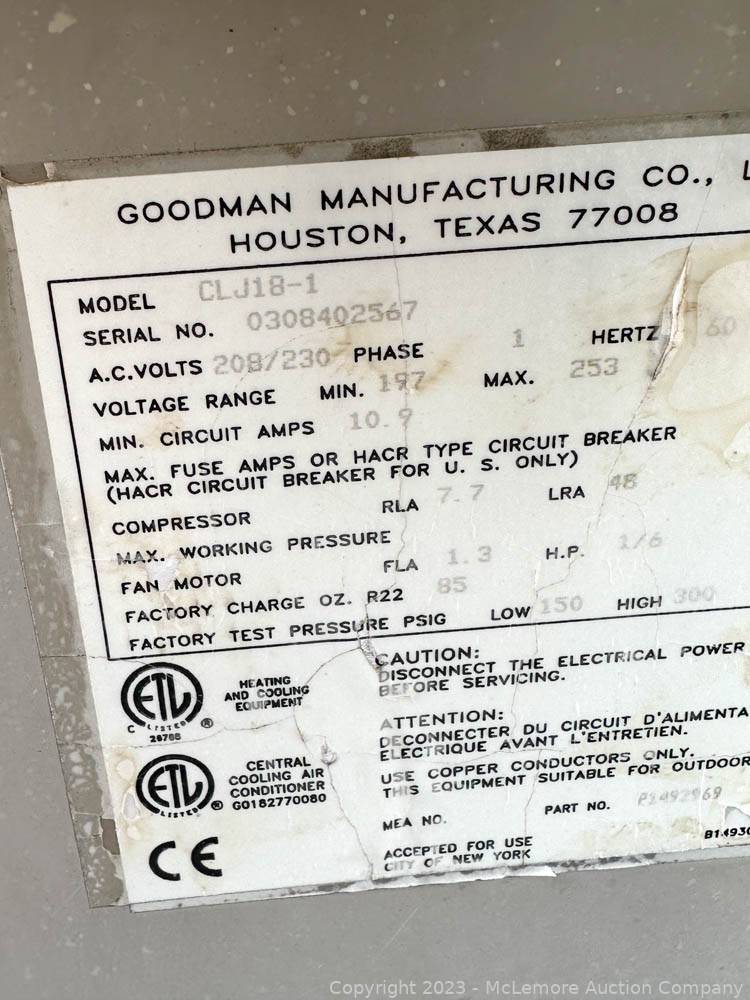 GOODMAN MANUFACTURING CO., L
HOUSTON, TEXAS 77008
MODEL CLJ18-1
SERIAL NO. 0308402567
A.C.VOLTS 208/230 PHASE 1 HERTZ 60
VOLTAGE RANGE MIN. 197 MAX. 253
MIN. CIRCUIT AMPS 10.9
MAX. FUSE AMPS OR HACR TYPE CIRCUIT BREAKER
(HACR CIRCUIT BREAKER FOR U. S. ONLY)
COMPRESSOR RLA 7.7 LRA 48
MAX. WORKING PRESSURE
FAN MOTOR FLA 1.3 H.P. 1/6
FACTORY CHARGE OZ. R22 85
FACTORY TEST PRESSURE PSIG LOW 150 HIGH 300
CAUTION:
DISCONNECT THE ELECTRICAL POWER
BEFORE SERVICING.
ETL
C LISTED ®
HEATING
AND COOLING
EQUIPMENT
ATTENTION:
DECONNECTER DU CIRCUIT D'ALIMENTA
ELECTRIQUE AVANT L'ENTRETIEN.
ETL
LISTED ®
CENTRAL
COOLING AIR
CONDITIONER
G0182770080
USE COPPER CONDUCTORS ONLY.
THIS EQUIPMENT SUITABLE FOR OUTDOOR
MEA NO. PART NO.
CE
ACCEPTED FOR USE
CITY OF NEW YORK
Copyright 2023 - McLemore Auction Company